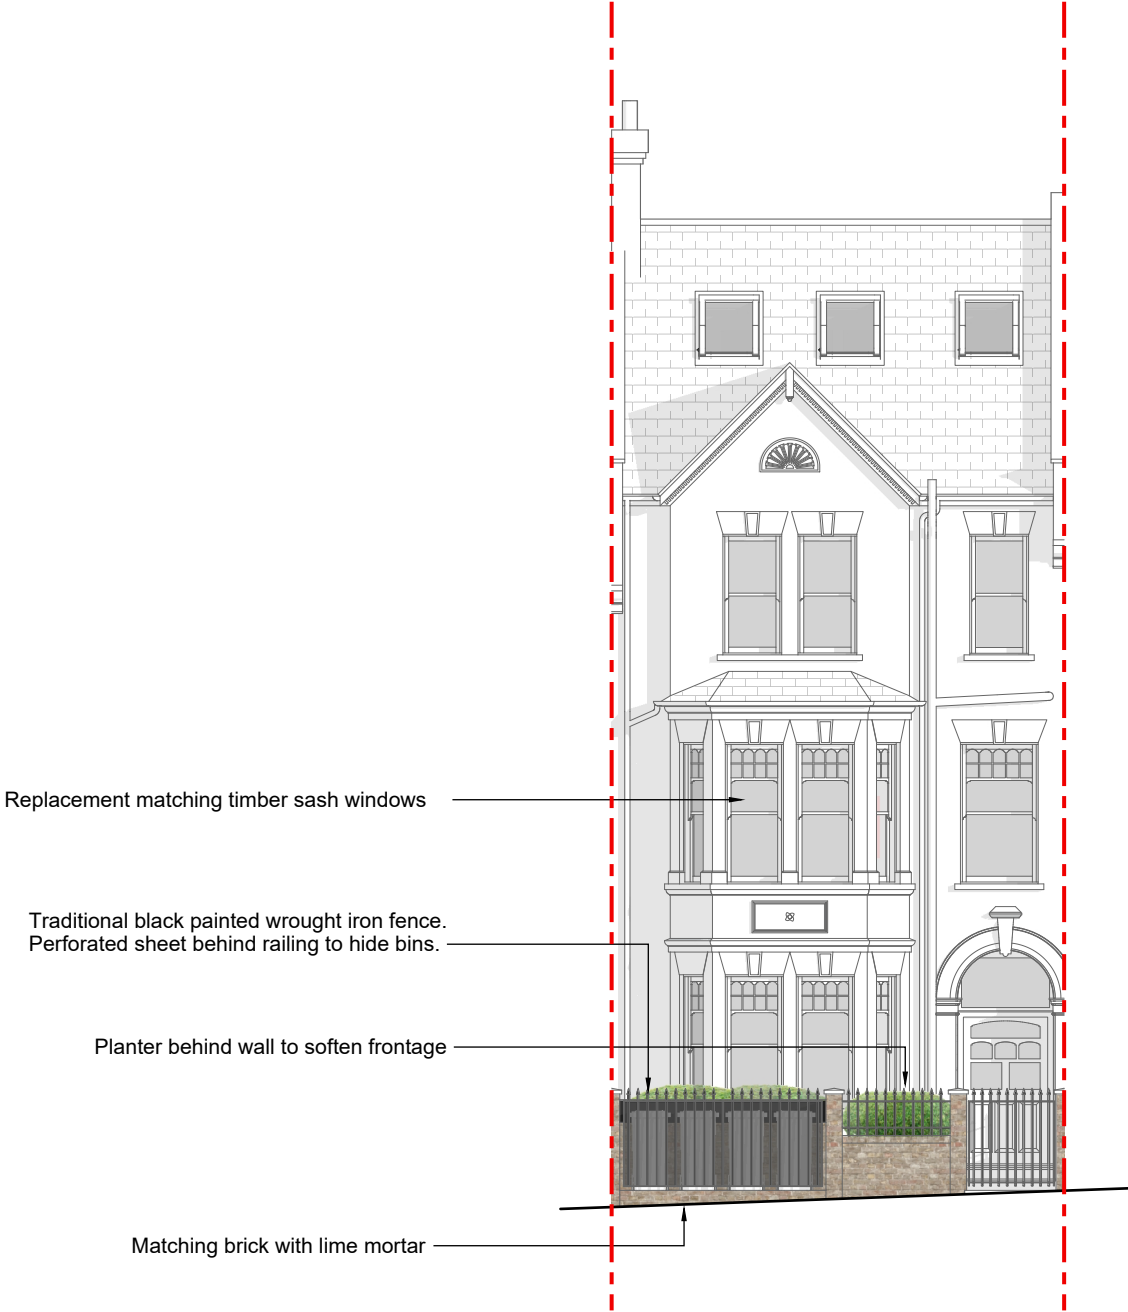 Replacement matching timber sash windows
Traditional black painted wrought iron fence.
Perforated sheet behind railing to hide bins.
Planter behind wall to soften frontage
Matching brick with lime mortar